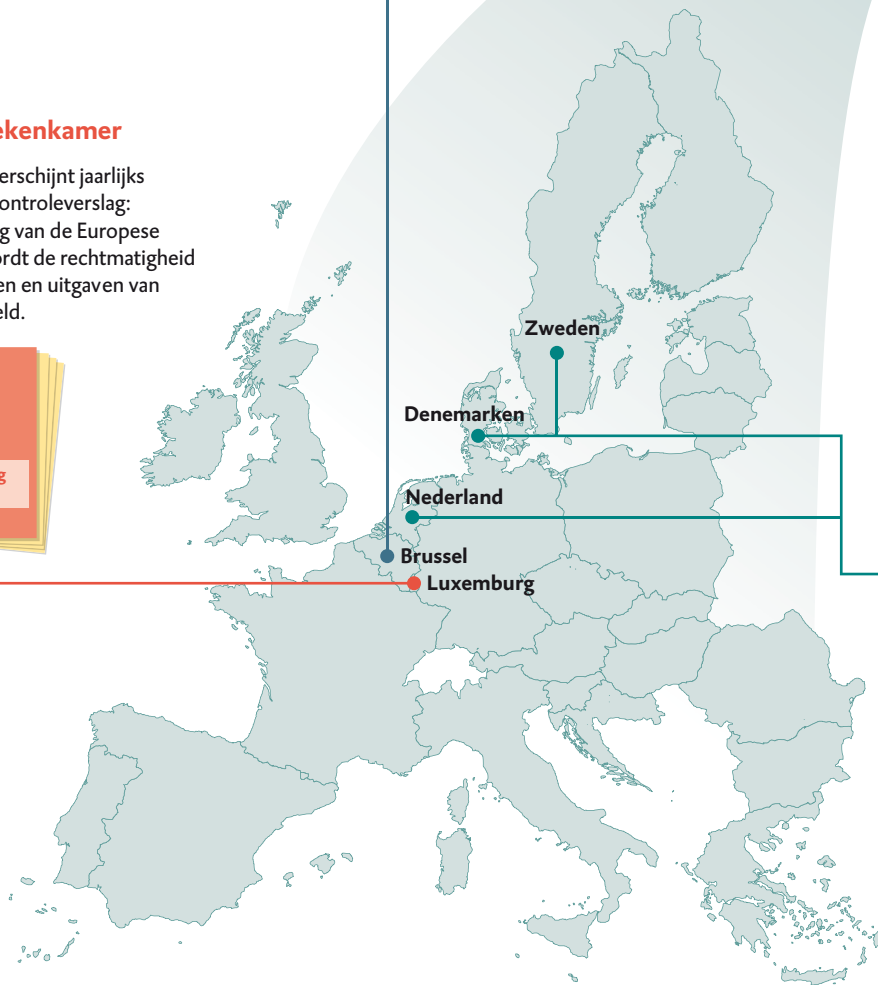 ekenkamer
erschijnt jaarlijks
ontroleverslag:
g van de Europese
rdt de rechtmatigheid
en en uitgaven van
eld.
g
Zweden
Denemarken
Nederland
Brussel
Luxemburg